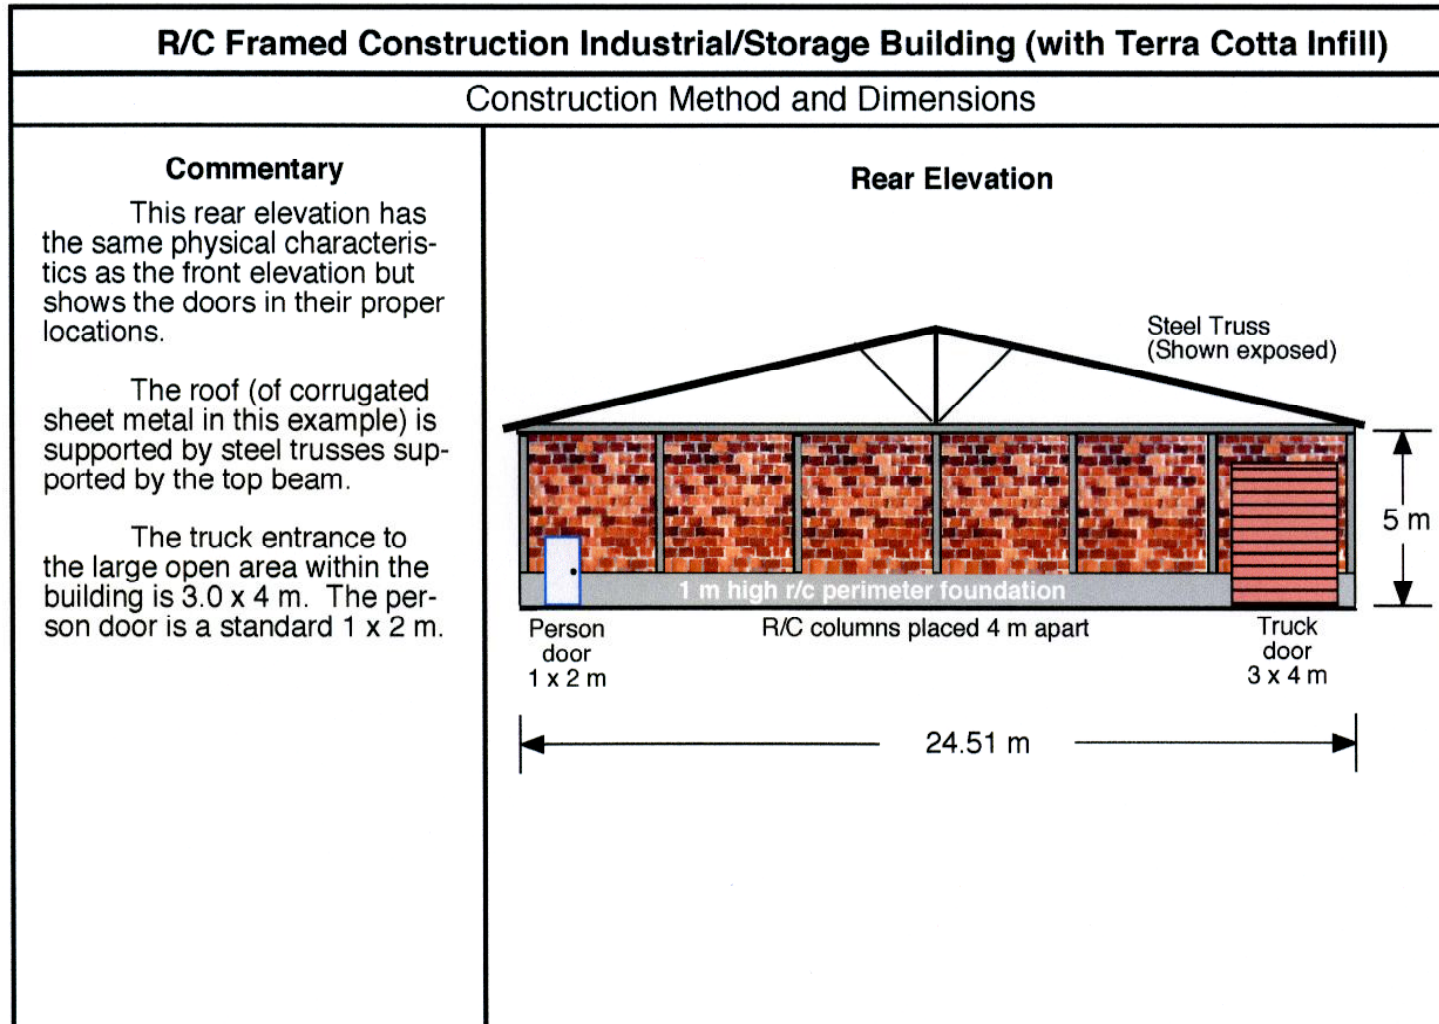 R/C Framed Construction Industrial/Storage Building (with Terra Cotta Infill)
Construction Method and Dimensions
Commentary
This rear elevation has
the same physical characteris-
tics as the front elevation but
shows the doors in their proper
locations.
The roof (of corrugated
sheet metal in this example) is
supported by steel trusses sup-
ported by the top beam.
The truck entrance to
the large open area within the
building is 3.0 x 4 m. The per-
son door is a standard 1 x 2 m.
Rear Elevation
Steel Truss
(Shown exposed)
5 m
1 m high r/c perimeter foundation
Person
door
1 x 2 m
R/C columns placed 4 m apart
Truck
door
3 x 4 m
24.51 m